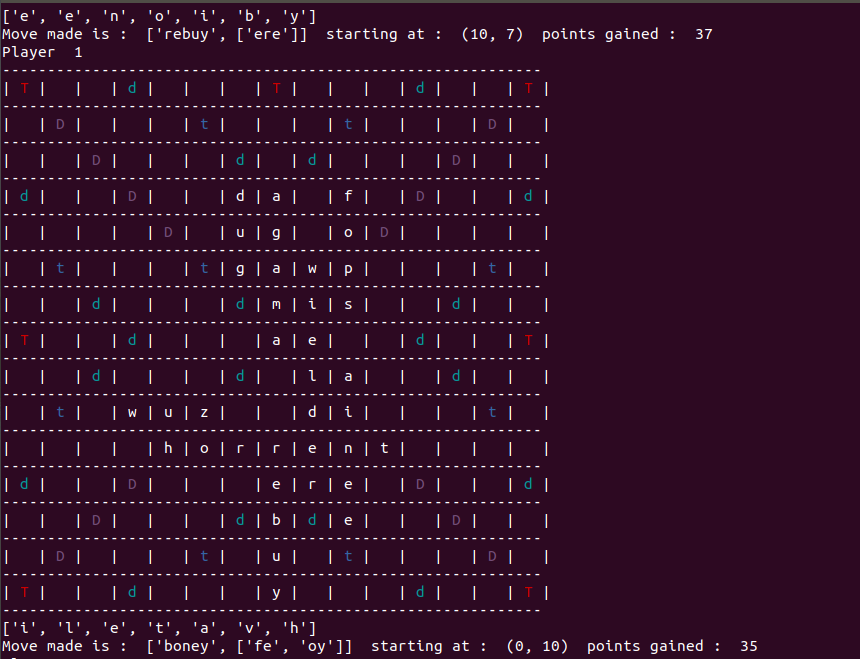 ['e', 'e', 'n', 'o', 'i', 'b', 'y']
Move made is :  ['rebuy', ['ere']]  starting at :  (10, 7)  points gained :  37
Player  1
------------------------------------------------------------
| T |   |   | d |   |   |   | T |   |   |   | d |   |   | T |
------------------------------------------------------------
|   | D |   |   |   | t |   |   |   | t |   |   |   | D |   |
------------------------------------------------------------
|   |   | D |   |   |   | d |   | d |   |   |   | D |   |   |
------------------------------------------------------------
| d |   |   | D |   |   | d | a |   | f |   | D |   |   | d |
------------------------------------------------------------
|   |   |   |   | D |   | u | g |   | o | D |   |   |   |   |
------------------------------------------------------------
|   | t |   |   |   | t | g | a | w | p |   |   |   | t |   |
------------------------------------------------------------
|   |   | d |   |   |   | d | m | i | s |   |   | d |   |   |
------------------------------------------------------------
| T |   |   | d |   |   |   | a | e |   |   | d |   |   | T |
------------------------------------------------------------
|   |   | d |   |   |   | d |   | l | a |   |   | d |   |   |
------------------------------------------------------------
|   | t |   | w | u | z |   |   | d | i |   |   |   | t |   |
------------------------------------------------------------
|   |   |   |   | h | o | r | r | e | n | t |   |   |   |   |
------------------------------------------------------------
| d |   |   | D |   |   |   | e | r | e |   | D |   |   | d |
------------------------------------------------------------
|   |   | D |   |   |   | d | b | d | e |   |   | D |   |   |
------------------------------------------------------------
|   | D |   |   |   | t |   | u |   | t |   |   |   | D |   |
------------------------------------------------------------
| T |   |   | d |   |   |   | y |   |   |   | d |   |   | T |
------------------------------------------------------------
['i', 'l', 'e', 't', 'a', 'v', 'h']
Move made is :  ['boney', ['fe', 'oy']]  starting at :  (0, 10)  points gained :  35